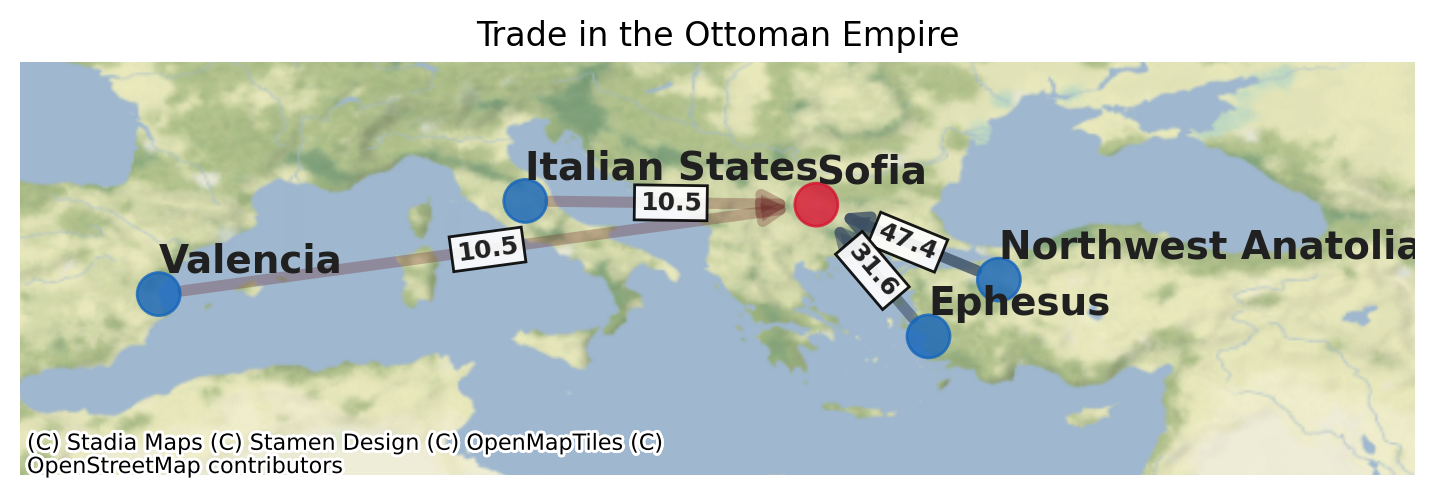 Trade in the Ottoman Empire
Italian States
Sofia
10.5
Valencia
10.5
47.4
Northwest Anatolia
31.6
Ephesus
(C) Stadia Maps (C) Stamen Design (C) OpenMapTiles (C)
OpenStreetMap contributors